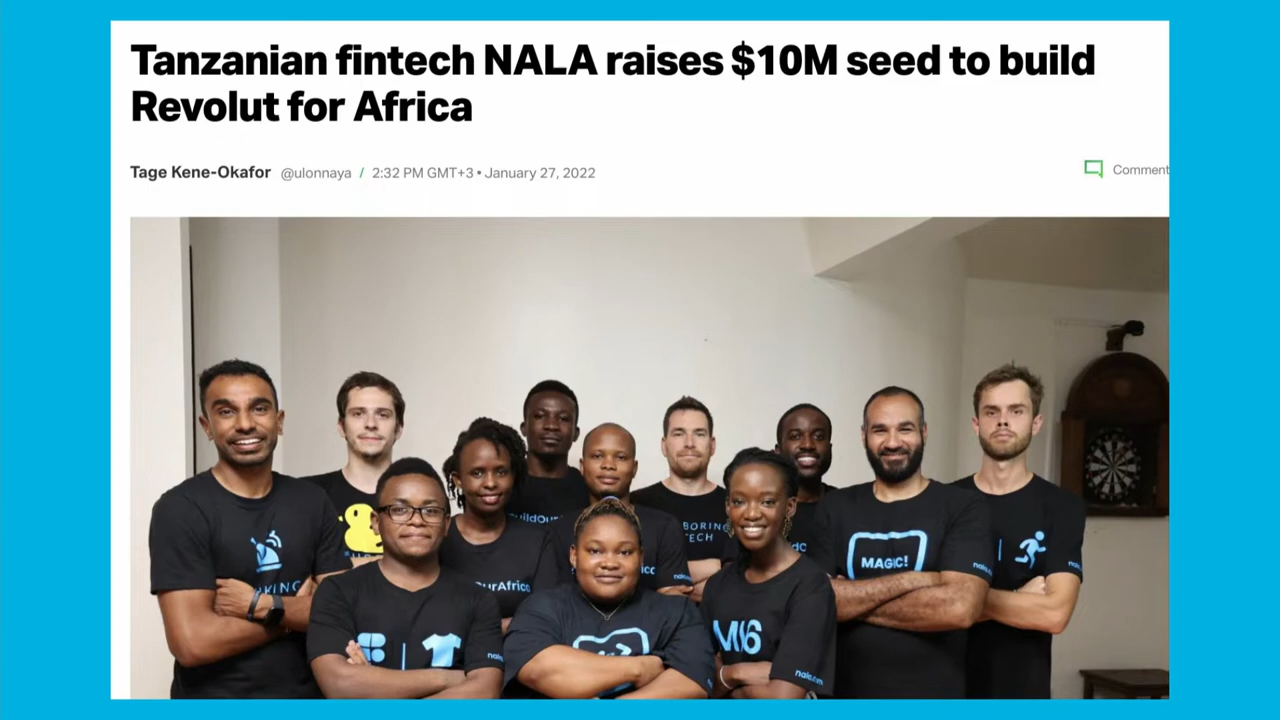 Tanzanian fintech NALA raises $10M seed to build
Revolut for Africa
Tage Kene-Okafor @ulonnaya / 2:32 PM GMT+3 • January 27, 2022
Comment
BORING
TECH
MAGIC!
urAfrica
M6